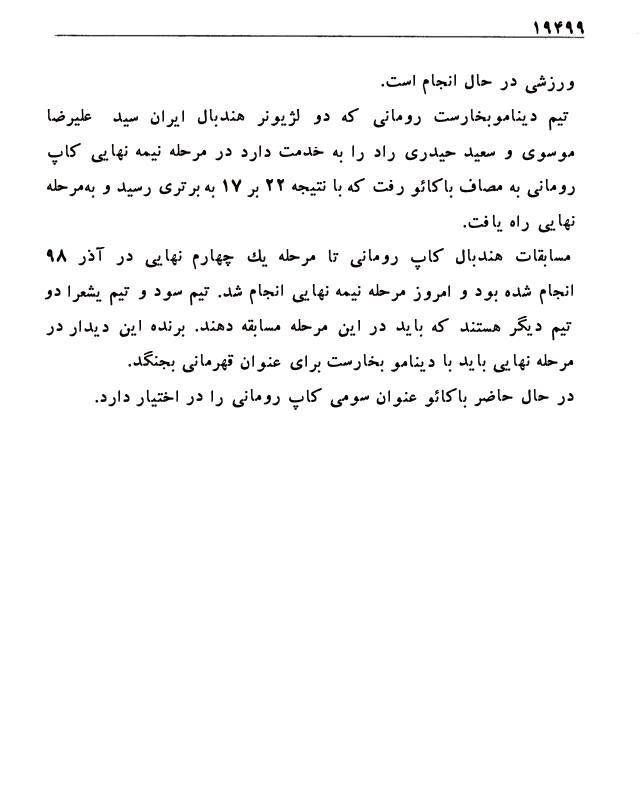 ۱۹۴۹۹
ورزشی در حال انجام است.
تیم دیناموبخارست رومانی که دو لژیونر هندبال ایران سید علیرضا
موسوی و سعید حیدری راد را به خدمت دارد در مرحله نیمه نهایی کاپ
رومانی به مصاف باکائو رفت که با نتیجه ۲۲ بر ۱۷ به برتری رسید و به‌مرحله
نهایی راه یافت.
مسابقات هندبال کاپ رومانی تا مرحله یك چهارم نهایی در آذر ۹۸
انجام شده بود و امروز مرحله نیمه نهایی انجام شد. تیم سود و تیم یشعرا دو
تیم دیگر هستند که باید در این مرحله مسابقه دهند. برنده این دیدار در
مرحله نهایی باید با دینامو بخارست برای عنوان قهرمانی بجنگد.
در حال حاضر باکائو عنوان سومی کاپ رومانی را در اختیار دارد.